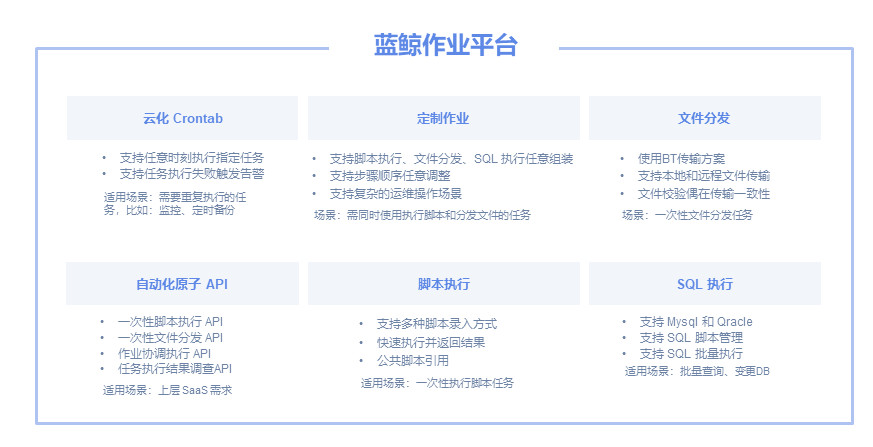 蓝鲸作业平台
云化 Crontab
• 支持任意时刻执行指定任务
• 支持任务执行失败触发告警
适用场景：需要重复执行的任
务，比如：监控、定时备份
定制作业
• 支持脚本执行、文件分发、SQL 执行任意组装
• 支持步骤顺序任意调整
• 支持复杂的运维操作场景
场景：需同时使用执行脚本和分发文件的任务
文件分发
• 使用BT传输方案
• 支持本地和远程文件传输
• 文件校验偶在传输一致性
场景：一次性文件分发任务
自动化原子 API
• 一次性脚本执行 API
• 一次性文件分发 API
• 作业协调执行 API
• 任务执行结果调查API
适用场景：上层 SaaS 需求
脚本执行
• 支持多种脚本录入方式
• 快速执行并返回结果
• 公共脚本引用
适用场景：一次性执行脚本任务
SQL 执行
• 支持 Mysql 和 Qracle
• 支持 SQL 脚本管理
• 支持 SQL 批量执行
适用场景：批量查询、变更DB